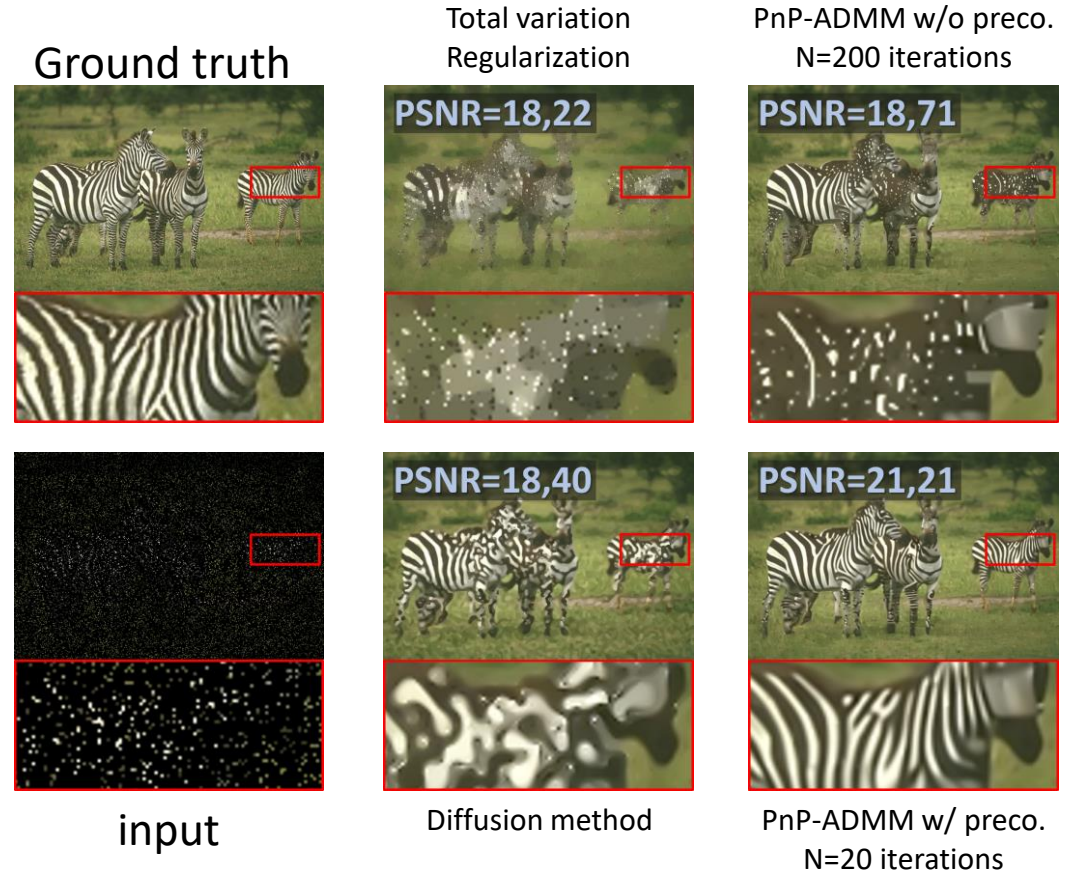 Ground truth
Total variation
Regularization
PnP-ADMM w/o preco.
N=200 iterations
PSNR=18,22
PSNR=18,71
PSNR=18,40
PSNR=21,21
input
Diffusion method
PnP-ADMM w/ preco.
N=20 iterations